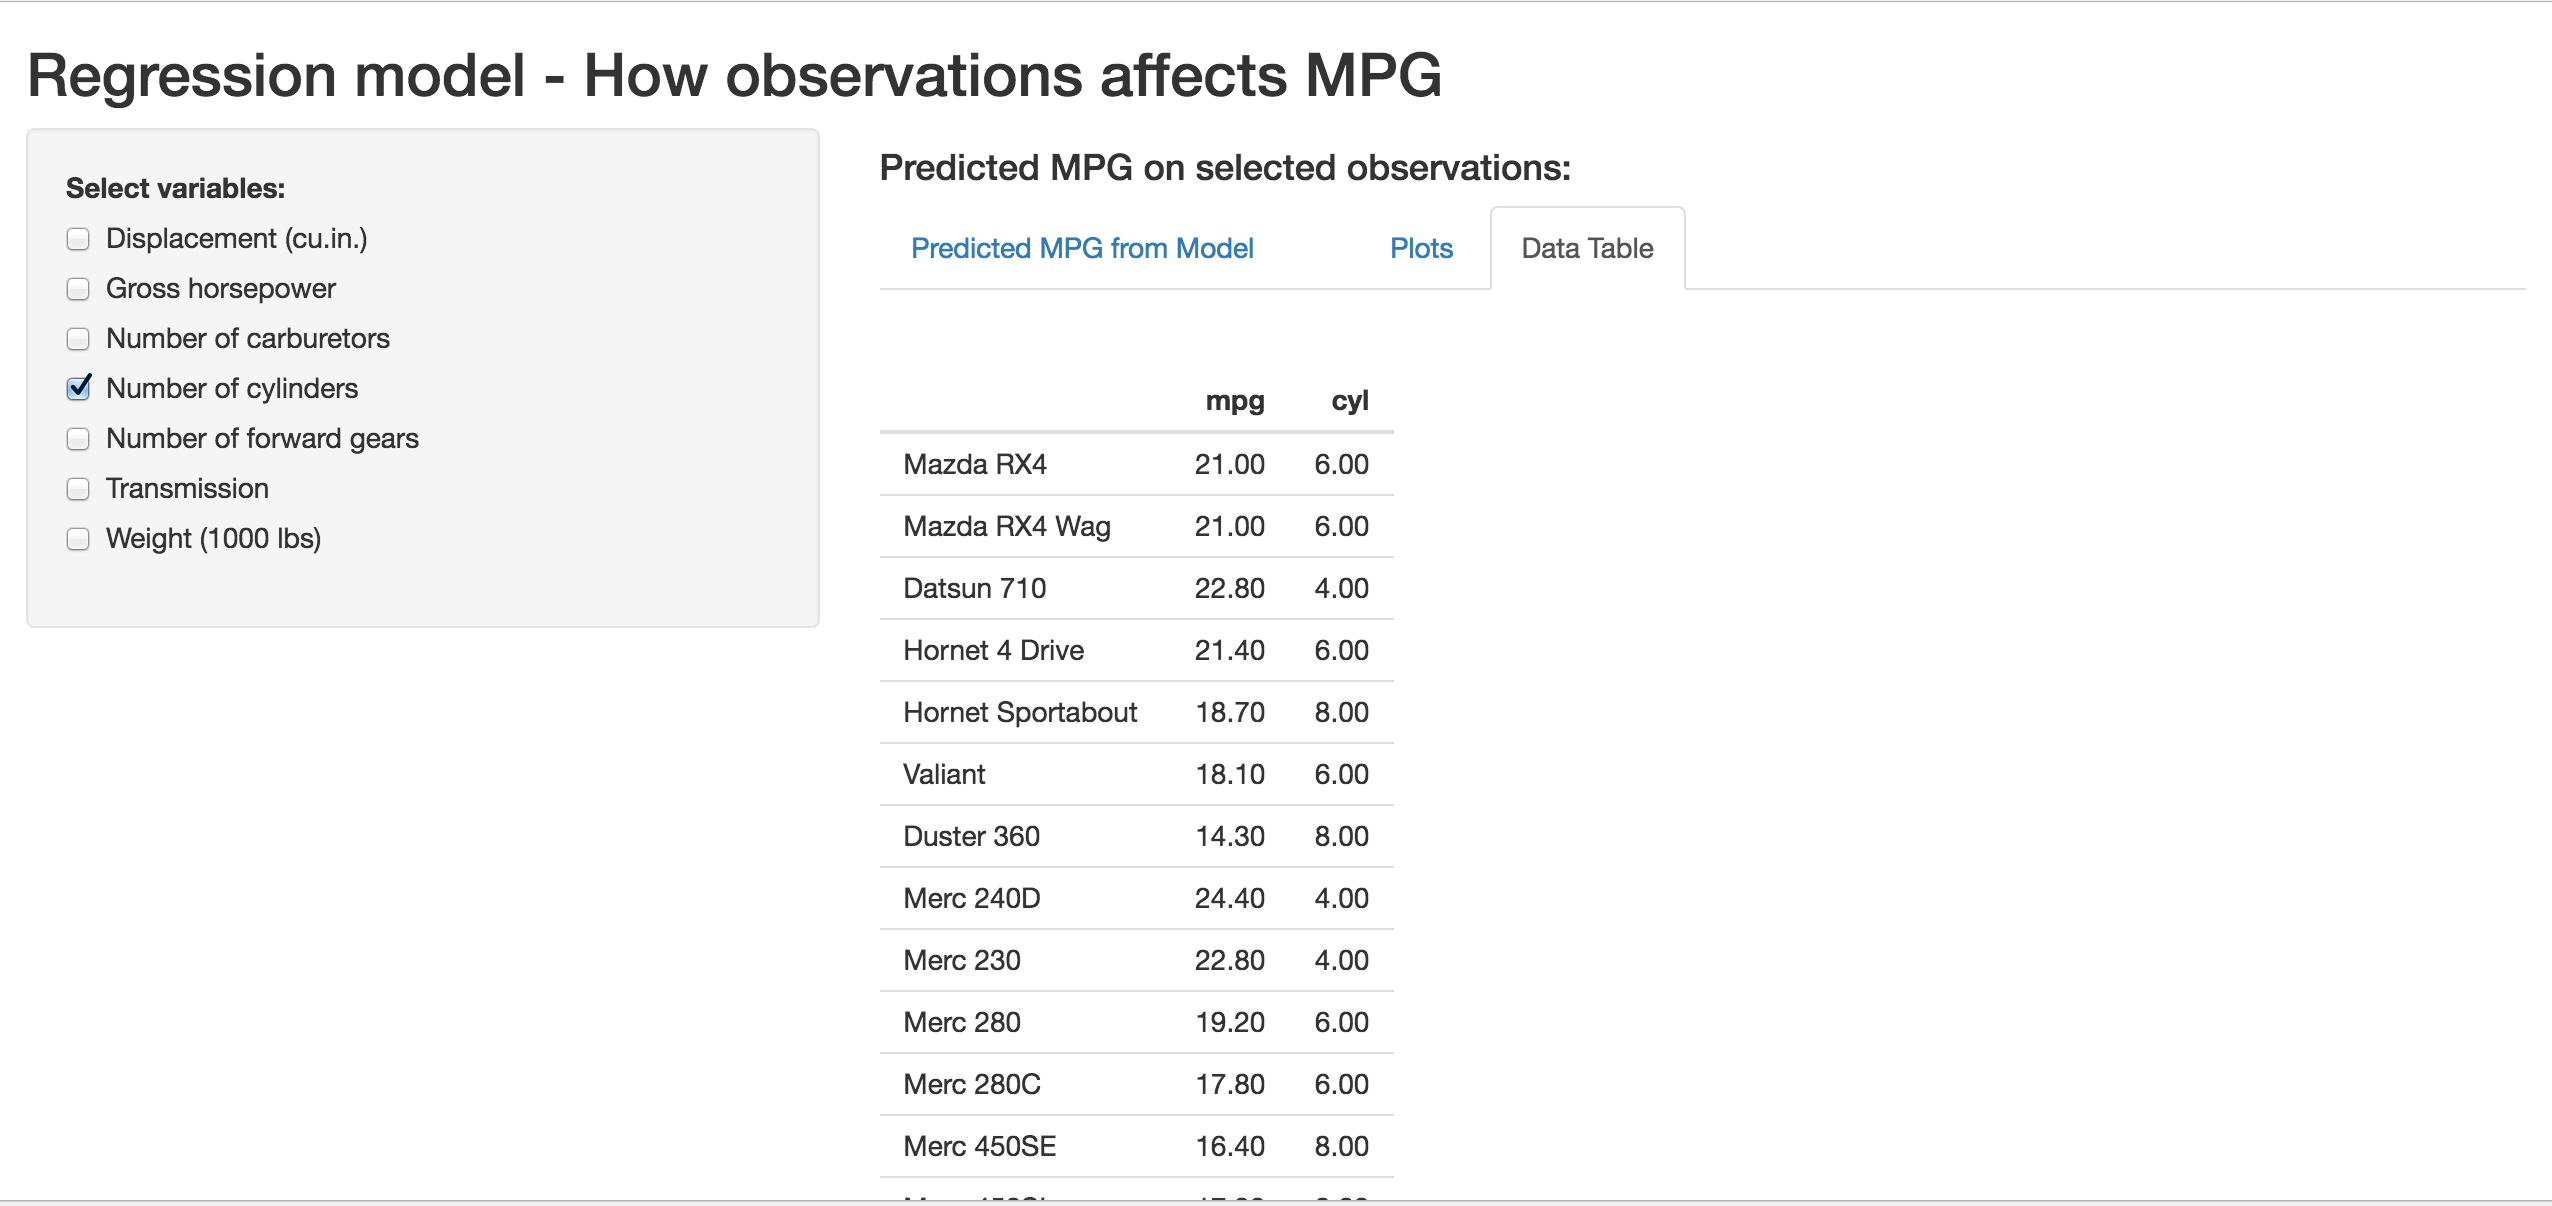 Regression model - How observations affects MPG
Select variables:
Displacement (cu.in.)
Gross horsepower
Number of carburetors
Number of cylinders
Number of forward gears
Transmission
Weight (1000 lbs)
Predicted MPG on selected observations:
Predicted MPG from Model Plots Data Table
mpg cyl
Mazda RX4 21.00 6.00
Mazda RX4 Wag 21.00 6.00
Datsun 710 22.80 4.00
Hornet 4 Drive 21.40 6.00
Hornet Sportabout 18.70 8.00
Valiant 18.10 6.00
Duster 360 14.30 8.00
Merc 240D 24.40 4.00
Merc 230 22.80 4.00
Merc 280 19.20 6.00
Merc 280C 17.80 6.00
Merc 450SE 16.40 8.00